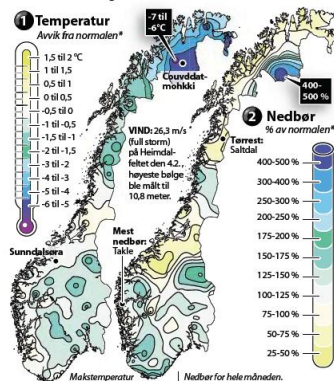 1 Temperatur
Avvik fra normalen*
1,5 til 2 °C
1 til 1,5
0,5 til 1
0 til 0,5
-0,5 til 0
-1 til -0,5
-1,5 til -1
-2 til -1,5
-3 til -2
-4 til -3
-5 til -4
-6 til -5
-7 til
-6°C
Couvddat-
mohkki
VIND: 26,3 m/s
(full storm)
på Heimdal-
feltet den 4.2.,
høyeste bølge
ble målt til
10,8 meter.
Sunndalsøra
Makstemperatur
400-
500 %
2 Nedbør
% av normalen*
Tørrest:
Saltdal
Mest
nedbør:
Takle
400-500 %
300-400 %
250-300 %
200-250 %
175-200 %
150-175 %
125-150 %
100-125 %
75-100 %
50-75 %
25-50 %
Nedbør for hele måneden.